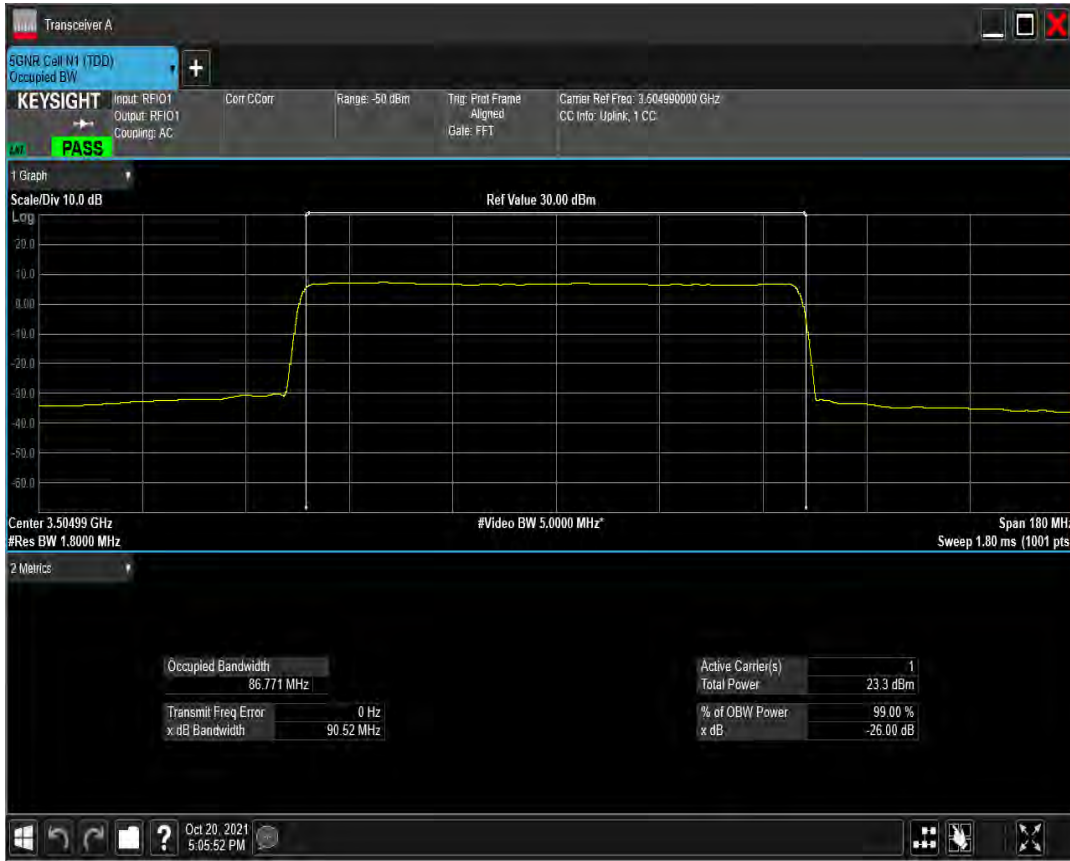 Transceiver A
5GNR Cell N1 (TDD)
Occupied BW
+
KEYSIGHT
PASS
Input: RFIO1
Output: RFIO1
Coupling: AC
Corr CCorr
Range: -50 dBm
Trig: Prot Frame
Aligned
Gate: FFT
Carrier Ref Freq: 3.504990000 GHz
CC Info: Uplink, 1 CC
1 Graph
Scale/Div 10.0 dB
Ref Value 30.00 dBm
Log
20.0
10.0
0.00
-10.0
-20.0
-30.0
-40.0
-50.0
-60.0
Center 3.50499 GHz
#Video BW 5.0000 MHz*
Span 180 MHz
#Res BW 1.8000 MHz
Sweep 1.80 ms (1001 pts
2 Metrics
Occupied Bandwidth
86.771 MHz
Transmit Freq Error 0 Hz
x dB Bandwidth 90.52 MHz
Active Carrier(s) 1
Total Power 23.3 dBm
% of OBW Power 99.00 %
x dB -26.00 dB
?
Oct 20, 2021
5:05:52 PM